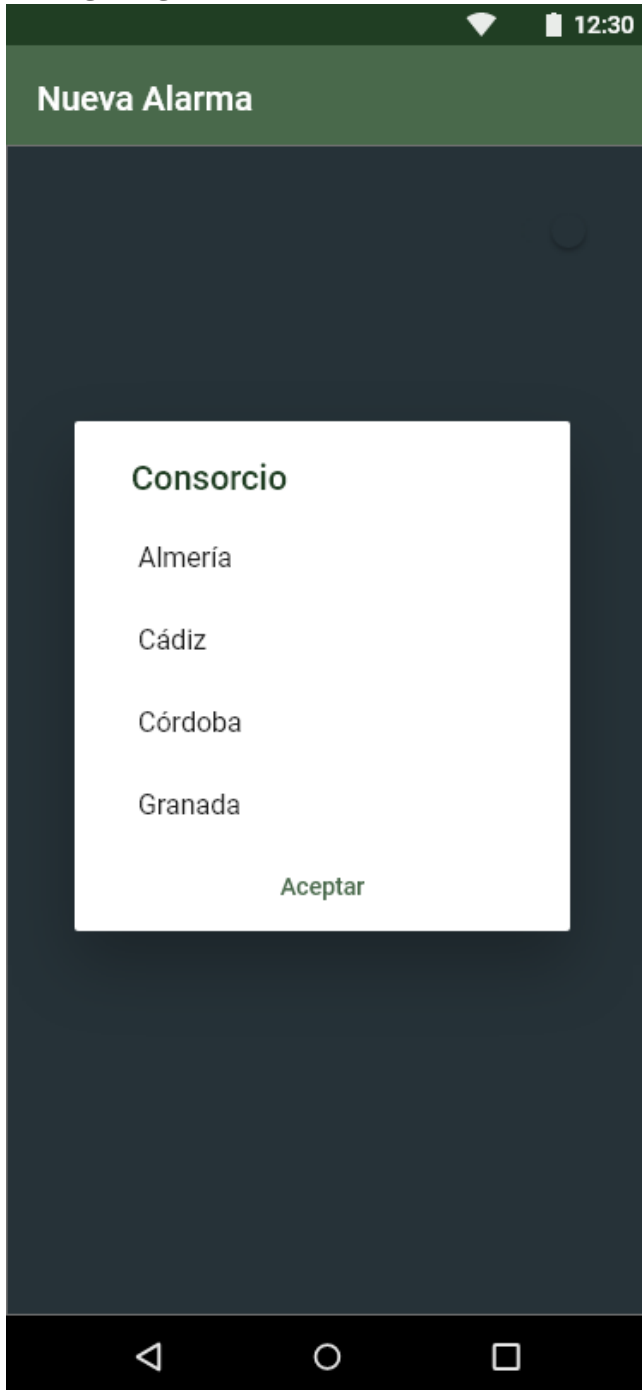 12:30
Nueva Alarma
Consorcio
Almería
Cádiz
Córdoba
Granada
Aceptar